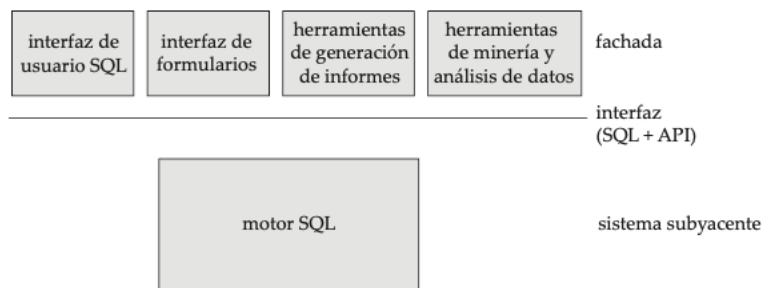 interfaz de
usuario SQL
interfaz de
formularios
herramientas
de generación
de informes
herramientas
de minería y
análisis de datos
fachada
interfaz
(SQL + API)
motor SQL
sistema subyacente